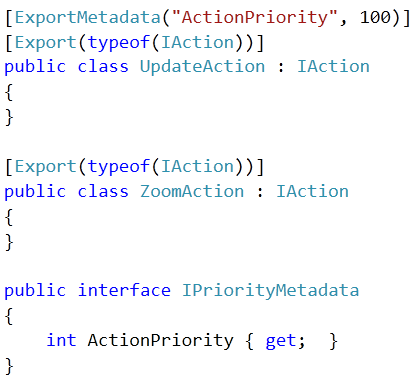 [ExportMetadata("ActionPriority", 100)]
[Export(typeof(IAction))]
public class UpdateAction : IAction
{
}
[Export(typeof(IAction))]
public class ZoomAction : IAction
{
}
public interface IPriorityMetadata
{
    int ActionPriority { get;  }
}